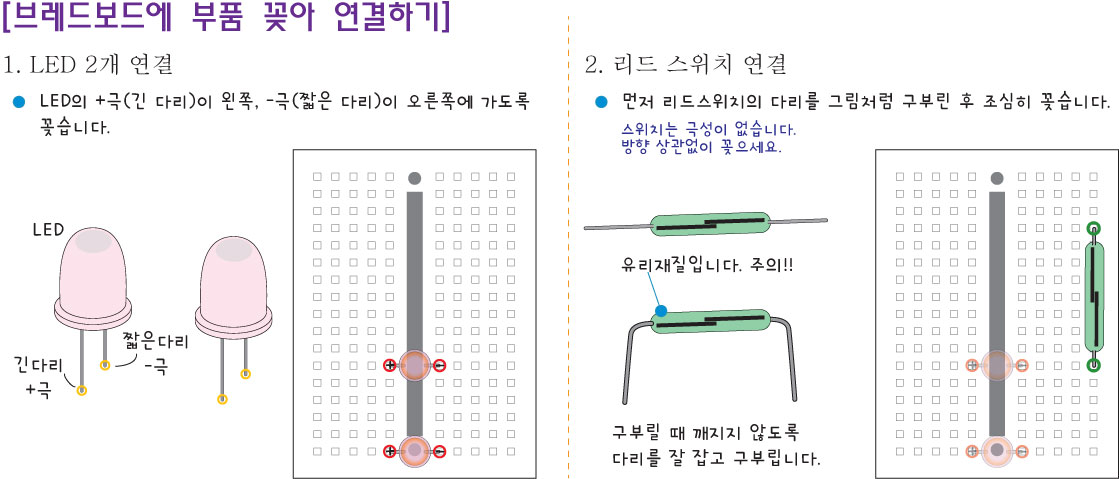 [브레드보드에 부품 꽂아 연결하기]
1. LED 2개 연결
● LED의 +극(긴 다리)이 왼쪽, -극(짧은 다리)이 오른쪽에 가도록
꽂습니다.
LED
짧은다리
-극
긴다리
+극
+ -
+ -
2. 리드 스위치 연결
● 먼저 리드스위치의 다리를 그림처럼 구부린 후 조심히 꽂습니다.
스위치는 극성이 없습니다.
방향 상관없이 꽂으세요.
유리재질입니다. 주의!!
구부릴 때 깨지지 않도록
다리를 잘 잡고 구부립니다.
+ -
+ -